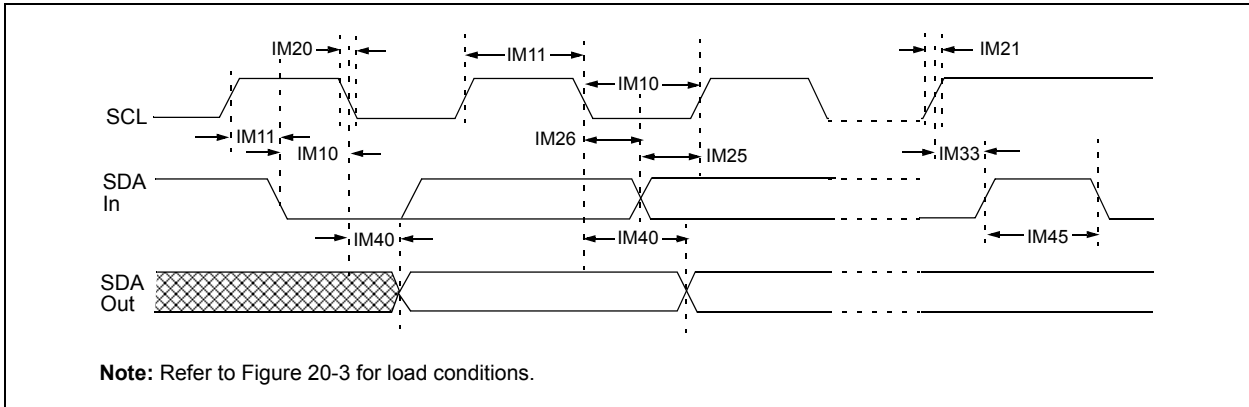 IM20
IM11
IM21
IM10
SCL
IM11
IM26
IM10
IM25
IM33
SDA
In
IM40
IM40
IM45
SDA
Out
Note: Refer to Figure 20-3 for load conditions.